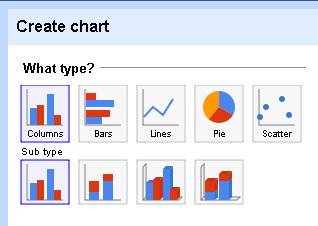 Create chart
What type?
Columns Bars Lines Pie Scatter
Sub type